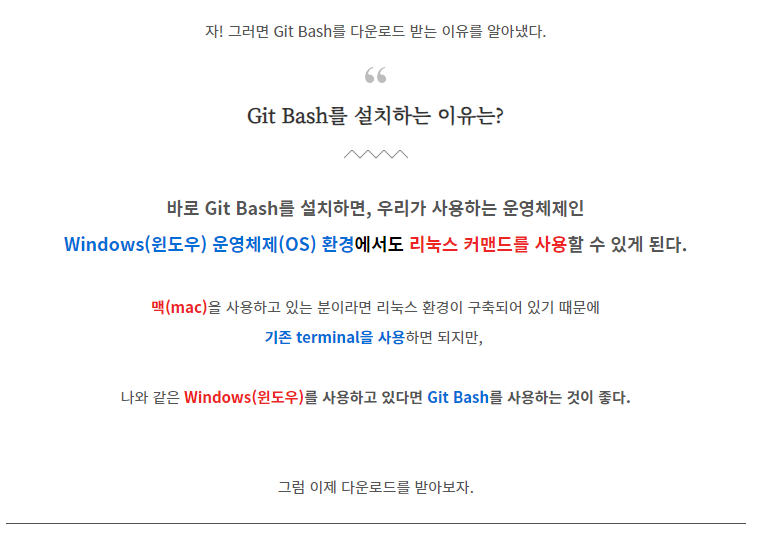 자! 그러면 Git Bash를 다운로드 받는 이유를 알아냈다.
Git Bash를 설치하는 이유는?
바로 Git Bash를 설치하면, 우리가 사용하는 운영체제인
Windows(윈도우) 운영체제(OS) 환경에서도 리눅스 커맨드를 사용할 수 있게 된다.
맥(mac)을 사용하고 있는 분이라면 리눅스 환경이 구축되어 있기 때문에
기존 terminal을 사용하면 되지만,
나와 같은 Windows(윈도우)를 사용하고 있다면 Git Bash를 사용하는 것이 좋다.
그럼 이제 다운로드를 받아보자.